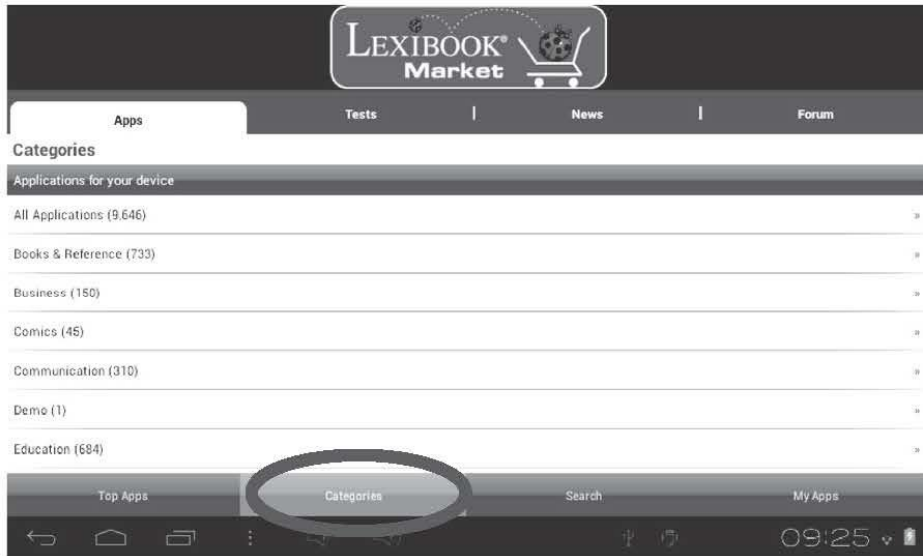 LEXIBOOK®
Market
Apps Tests | News | Forum
Categories
Applications for your device
All Applications (9,646) »
Books & Reference (733) »
Business (150) »
Comics (45) »
Communication (310) »
Demo (1) »
Education (684) »
Top Apps Categories Search My Apps
09:25